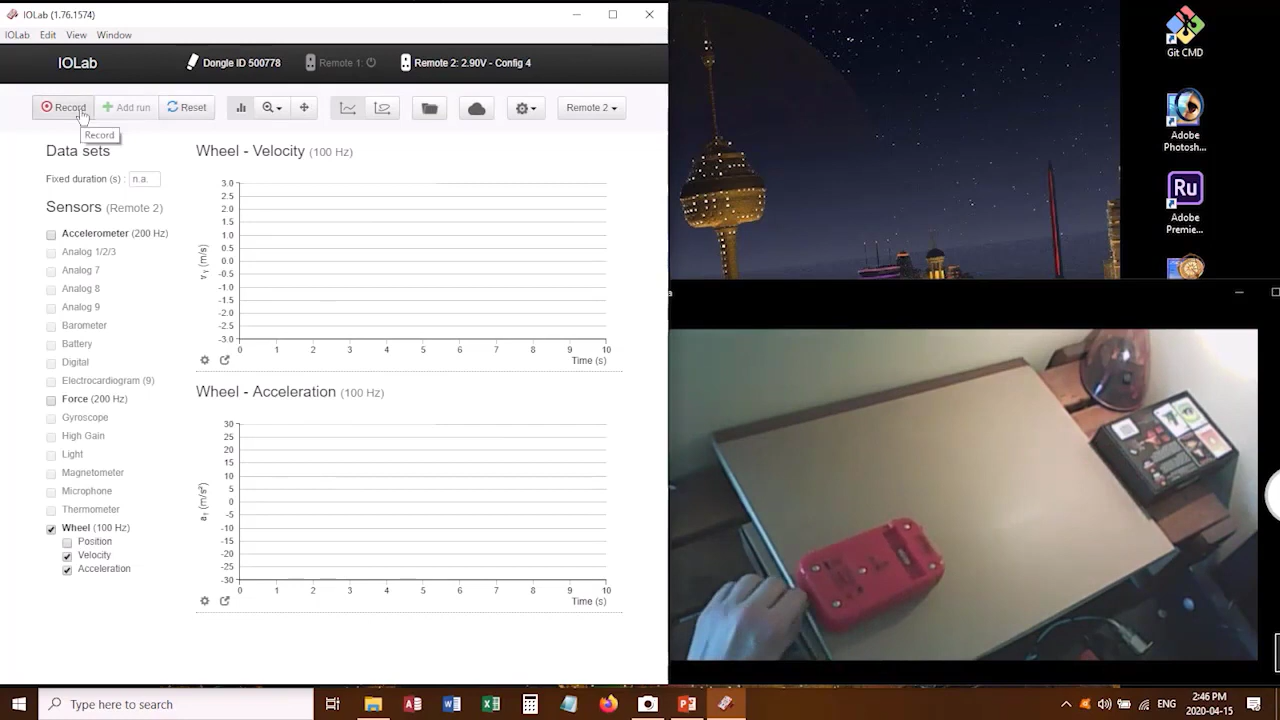 IOLab (1.76.1574)
IOLab Edit View Window
IOLab Dongle ID 500778 Remote 1: Remote 2: 2.90V - Config 4
Record Add run Reset Remote 2
Record
Data sets
Fixed duration (s) : n.a.
Sensors (Remote 2)
Accelerometer (200 Hz)
Analog 1/2/3
Analog 7
Analog 8
Analog 9
Barometer
Battery
Digital
Electrocardiogram (9)
Force (200 Hz)
Gyroscope
High Gain
Light
Magnetometer
Microphone
Thermometer
Wheel (100 Hz)
Position
Velocity
Acceleration
Wheel - Velocity (100 Hz)
3.0
2.5
2.0
1.5
1.0
0.5
0.0
-0.5
-1.0
-1.5
-2.0
-2.5
-3.0
vY (m/s)
0 1 2 3 4 5 6 7 8 9 10
Time (s)
Wheel - Acceleration (100 Hz)
30
25
20
15
10
5
0
-5
-10
-15
-20
-25
-30
aY (m/s²)
0 1 2 3 4 5 6 7 8 9 10
Time (s)
Git CMD
Adobe
Photosh...
Ru
Adobe
Premie...
a
Type here to search
ENG
2:46 PM
2020-04-15